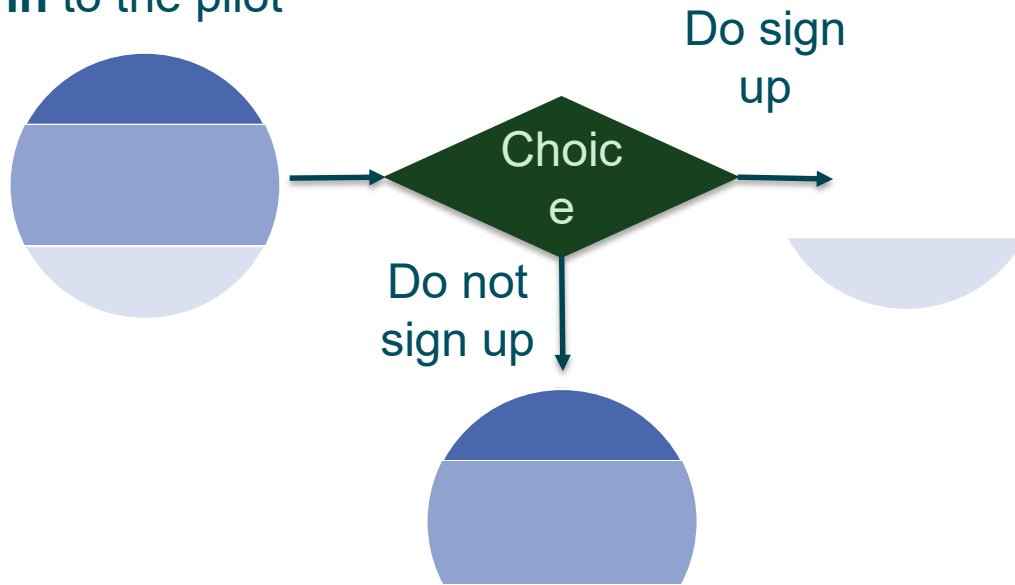 in to the pilot
Do sign
up
Choic
e
Do not
sign up